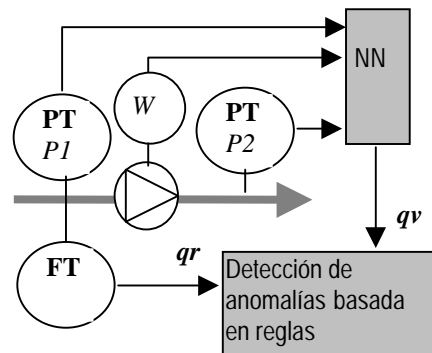 NN
W
PT
P1
PT
P2
qv
FT
qr
Detección de
anomalías basada
en reglas